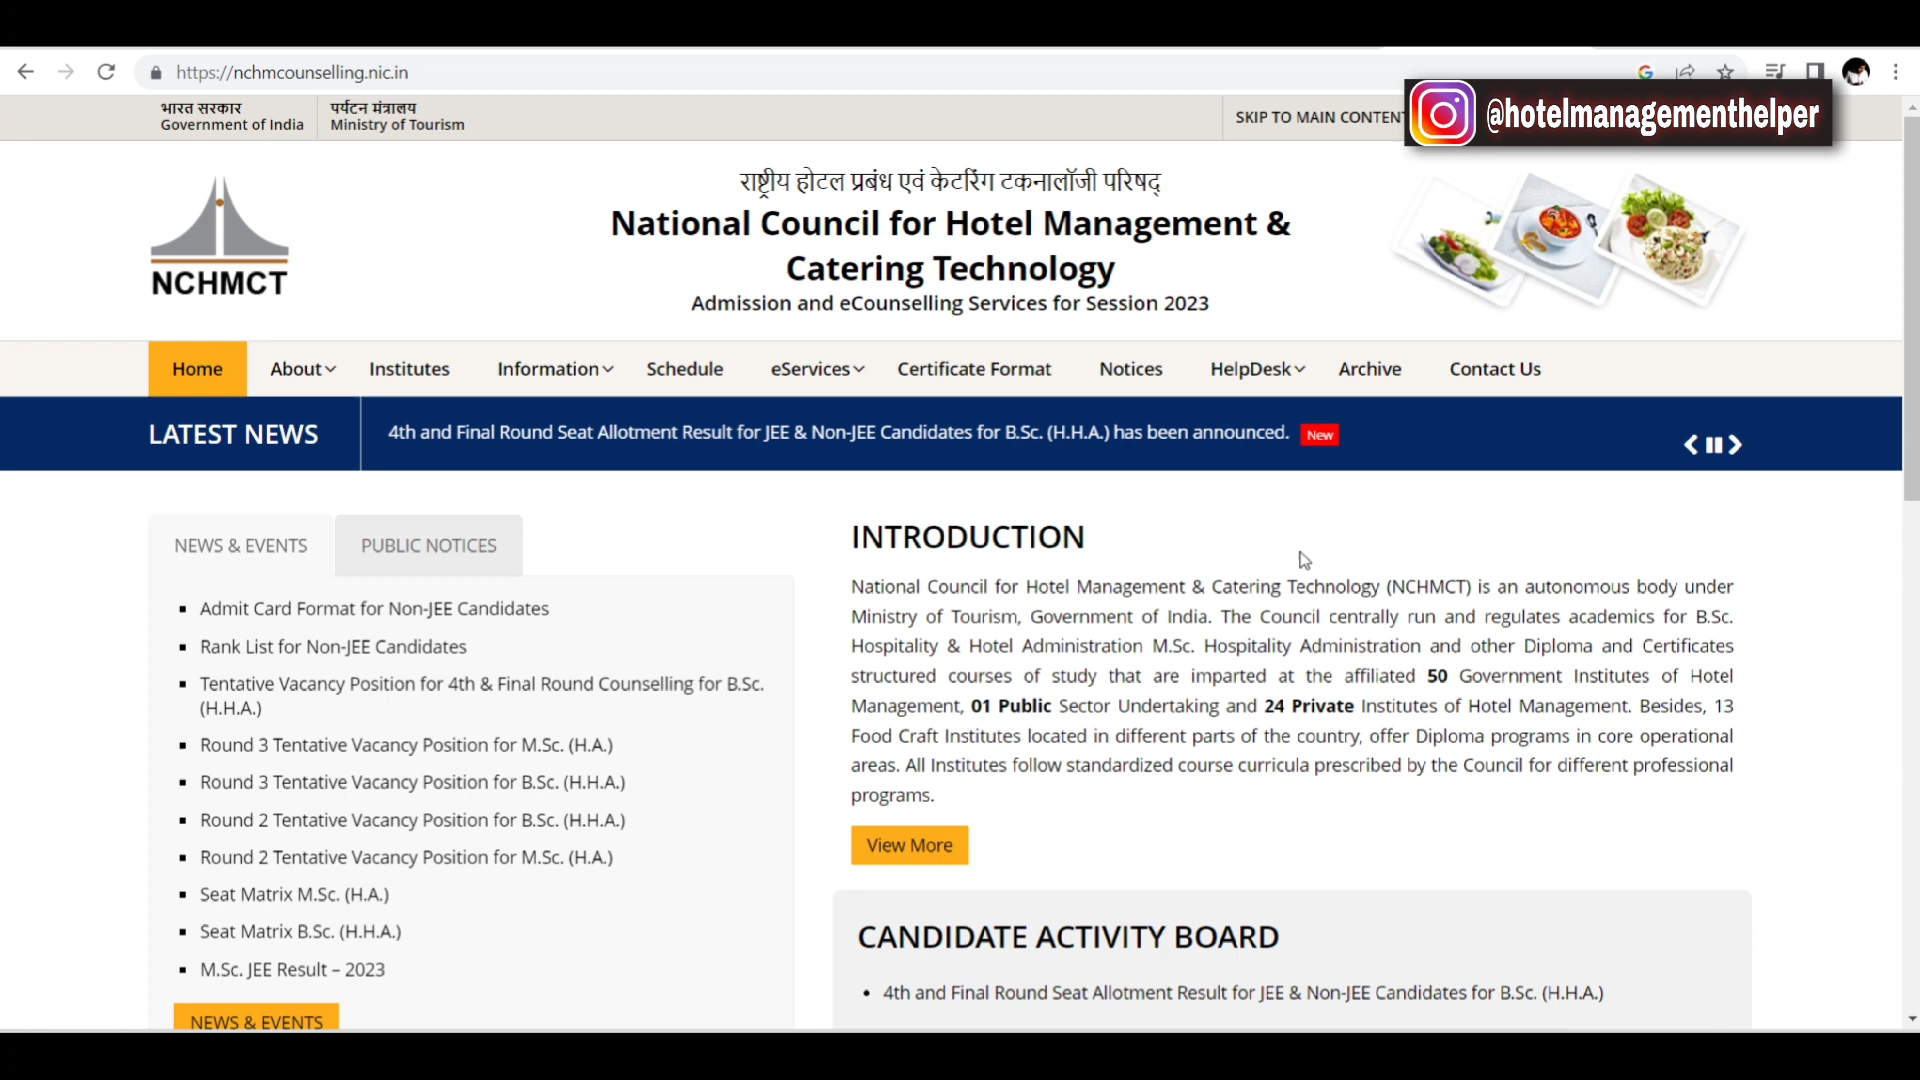 https://nchmcounselling.nic.in
भारत सरकार
Government of India
पर्यटन मंत्रालय
Ministry of Tourism
SKIP TO MAIN CONTENT
@hotelmanagementhelper
NCHMCT
राष्ट्रीय होटल प्रबंध एवं केटरिंग टकनालॉजी परिषद्
National Council for Hotel Management &
Catering Technology
Admission and eCounselling Services for Session 2023
Home About Institutes Information Schedule eServices Certificate Format Notices HelpDesk Archive Contact Us
LATEST NEWS
4th and Final Round Seat Allotment Result for JEE & Non-JEE Candidates for B.Sc. (H.H.A.) has been announced. New
NEWS & EVENTS
PUBLIC NOTICES
Admit Card Format for Non-JEE Candidates
Rank List for Non-JEE Candidates
Tentative Vacancy Position for 4th & Final Round Counselling for B.Sc.
(H.H.A.)
Round 3 Tentative Vacancy Position for M.Sc. (H.A.)
Round 3 Tentative Vacancy Position for B.Sc. (H.H.A.)
Round 2 Tentative Vacancy Position for B.Sc. (H.H.A.)
Round 2 Tentative Vacancy Position for M.Sc. (H.A.)
Seat Matrix M.Sc. (H.A.)
Seat Matrix B.Sc. (H.H.A.)
M.Sc. JEE Result – 2023
NEWS & EVENTS
INTRODUCTION
National Council for Hotel Management & Catering Technology (NCHMCT) is an autonomous body under
Ministry of Tourism, Government of India. The Council centrally run and regulates academics for B.Sc.
Hospitality & Hotel Administration M.Sc. Hospitality Administration and other Diploma and Certificates
structured courses of study that are imparted at the affiliated 50 Government Institutes of Hotel
Management, 01 Public Sector Undertaking and 24 Private Institutes of Hotel Management. Besides, 13
Food Craft Institutes located in different parts of the country, offer Diploma programs in core operational
areas. All Institutes follow standardized course curricula prescribed by the Council for different professional
programs.
View More
CANDIDATE ACTIVITY BOARD
4th and Final Round Seat Allotment Result for JEE & Non-JEE Candidates for B.Sc. (H.H.A.)